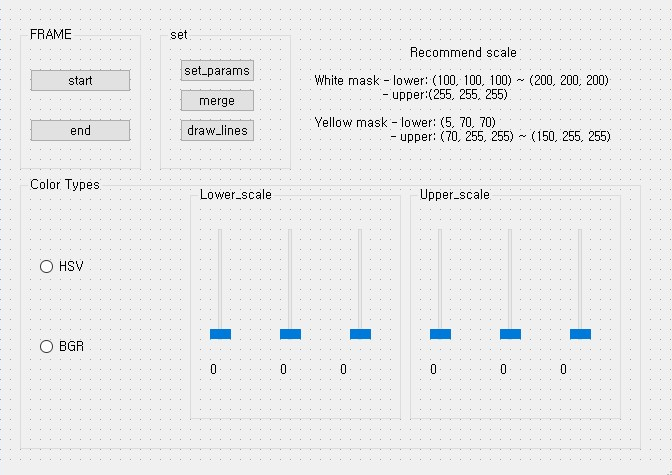 FRAME
start
end
set
set_params
merge
draw_lines
Recommend scale
White mask - lower: (100, 100, 100) ~ (200, 200, 200)
- upper:(255, 255, 255)
Yellow mask - lower: (5, 70, 70)
- upper: (70, 255, 255) ~ (150, 255, 255)
Color Types
HSV
BGR
Lower_scale
0 0 0
Upper_scale
0 0 0